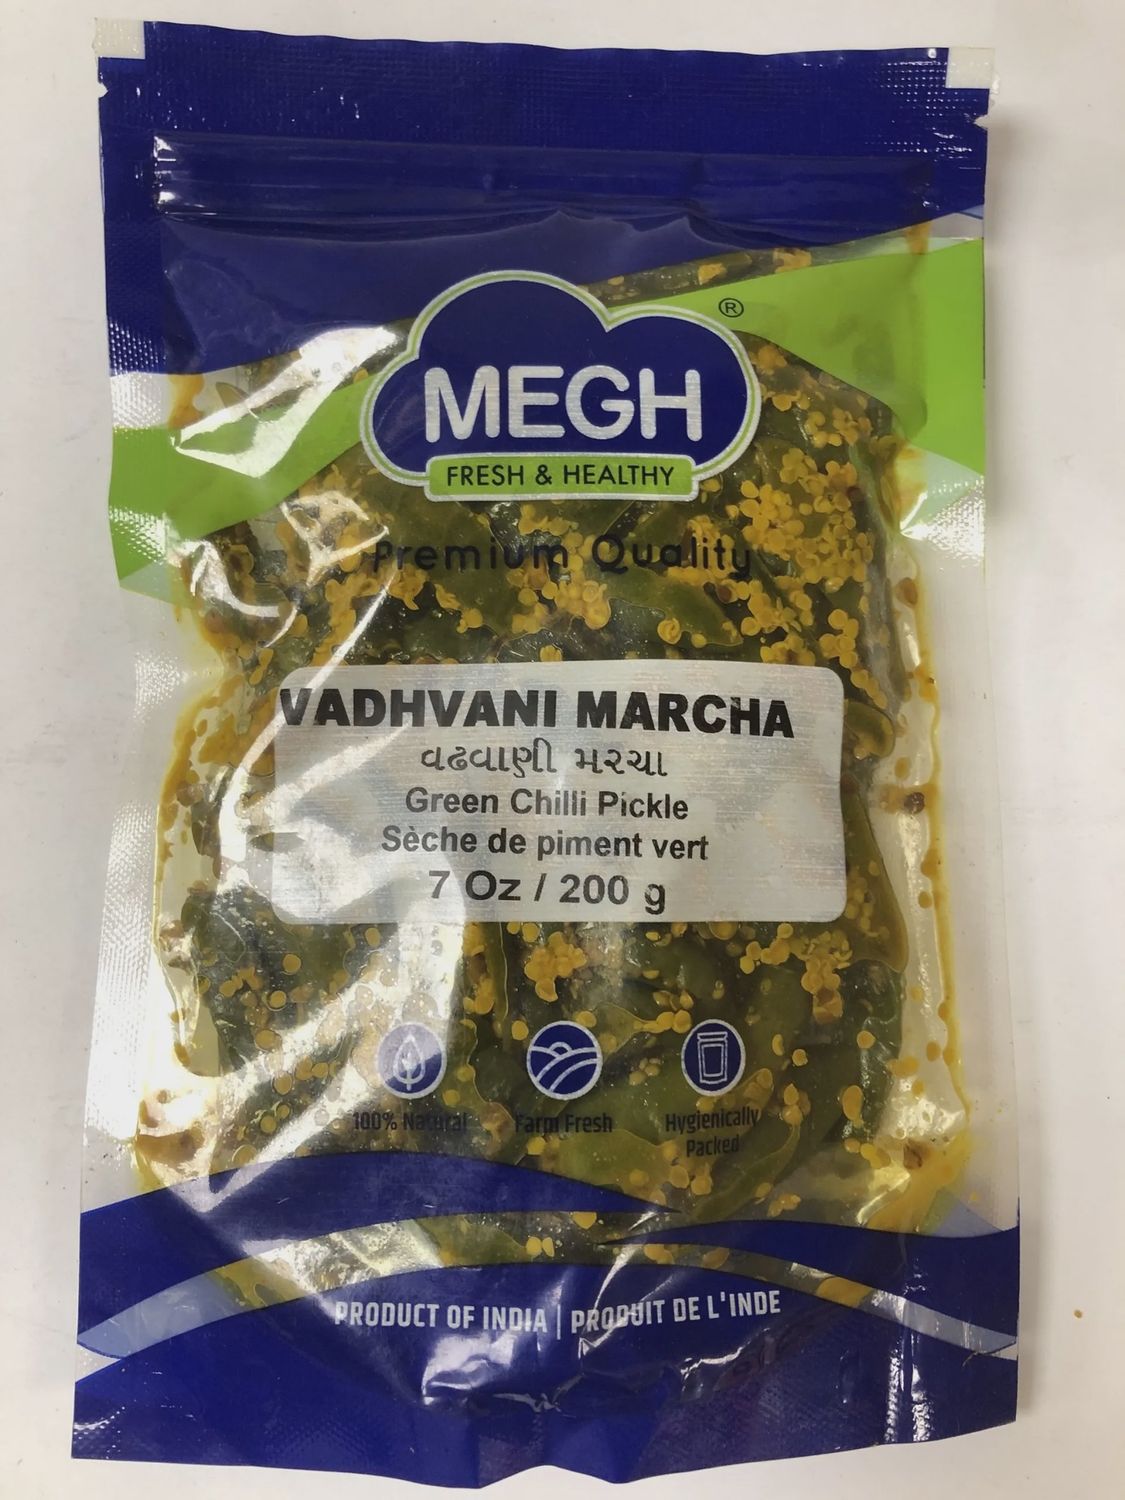 ®
MEGH
FRESH & HEALTHY
Premium Quality
VADHVANI MARCHA
વઢવાણી મરચા
Green Chilli Pickle
Sèche de piment vert
7 Oz / 200 g
100% Natural
Farm Fresh
Hygienically
Packed
PRODUCT OF INDIA | PRODUIT DE L'INDE